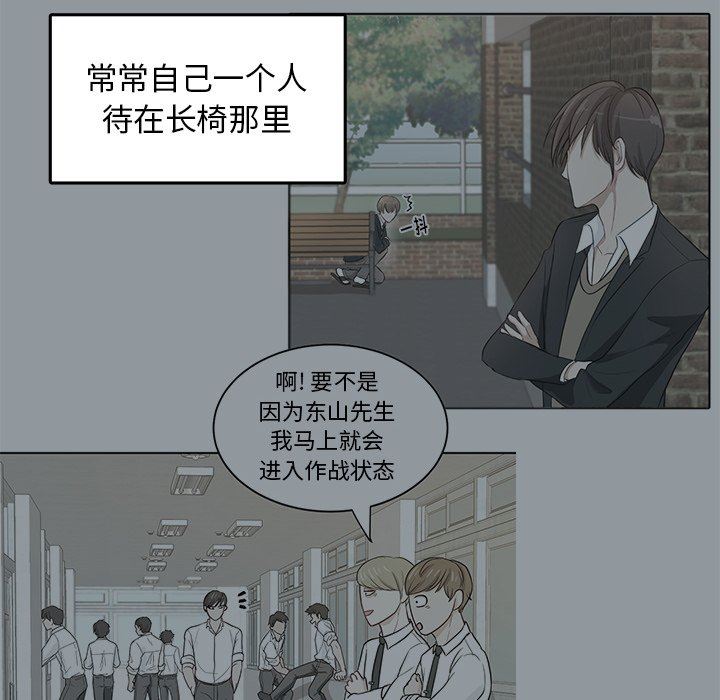 常常自己一个人
待在长椅那里
一抖
啊! 要不是
因为东山先生
我马上就会
进入作战状态